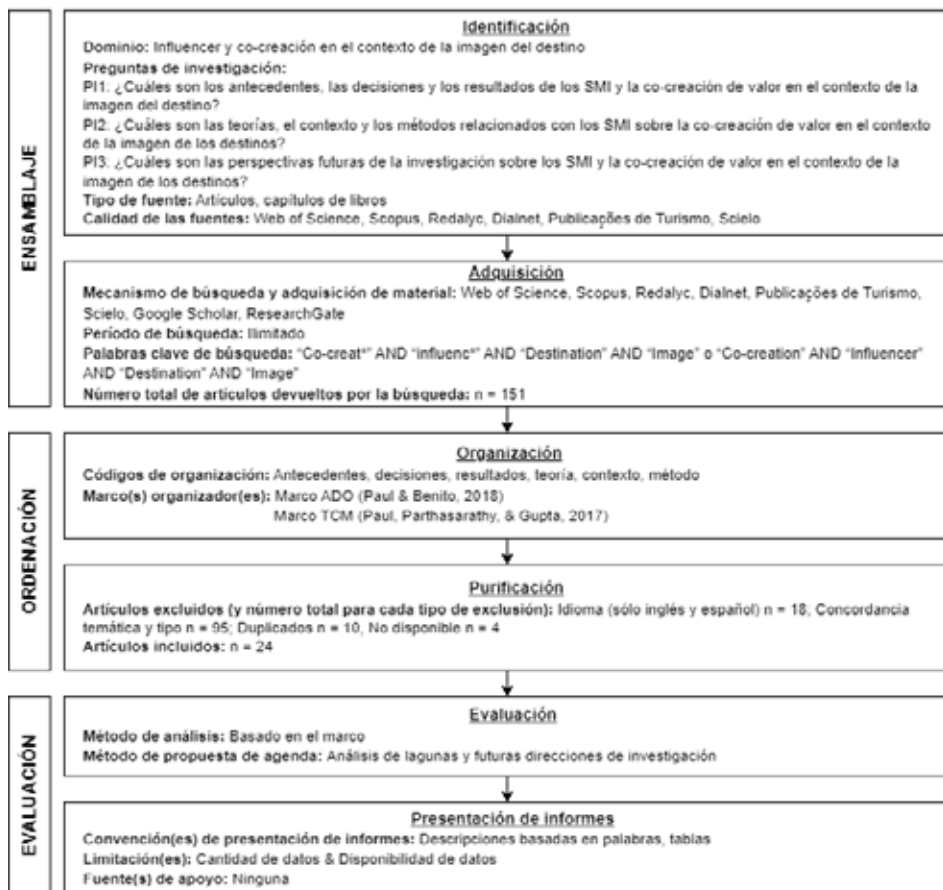 ENSAMBLAJE
Identificación
Dominio: Influencer y co-creación en el contexto de la imagen del destino
Preguntas de investigación:
PI1: ¿Cuáles son los antecedentes, las decisiones y los resultados de los SMI y la co-creación de valor en el contexto de la
imagen del destino?
PI2: ¿Cuáles son las teorías, el contexto y los métodos relacionados con los SMI sobre la co-creación de valor en el contexto
de la imagen de los destinos?
PI3: ¿Cuáles son las perspectivas futuras de la investigación sobre los SMI y la co-creación de valor en el contexto de la
imagen de los destinos?
Tipo de fuente: Artículos, capítulos de libros
Calidad de las fuentes: Web of Science, Scopus, Redalyc, Dialnet, Publicações de Turismo, Scielo
Adquisición
Mecanismo de búsqueda y adquisición de material: Web of Science, Scopus, Redalyc, Dialnet, Publicações de Turismo,
Scielo, Google Scholar, ResearchGate
Período de búsqueda: Ilimitado
Palabras clave de búsqueda: "Co-creat*" AND "influenc*" AND "Destination" AND "Image" o "Co-creation" AND "Influencer"
AND "Destination" AND "Image"
Número total de artículos devueltos por la búsqueda: n = 151
ORDENACIÓN
Organización
Códigos de organización: Antecedentes, decisiones, resultados, teoría, contexto, método
Marco(s) organizador(es): Marco ADO (Paul & Benito, 2018)
Marco TCM (Paul, Parthasarathy, & Gupta, 2017)
Purificación
Artículos excluidos (y número total para cada tipo de exclusión): Idioma (sólo inglés y español) n = 18; Concordancia
temática y tipo n = 95; Duplicados n = 10, No disponible n = 4
Artículos incluidos: n = 24
EVALUACIÓN
Evaluación
Método de análisis: Basado en el marco
Método de propuesta de agenda: Análisis de lagunas y futuras direcciones de investigación
Presentación de informes
Convención(es) de presentación de informes: Descripciones basadas en palabras, tablas
Limitación(es): Cantidad de datos & Disponibilidad de datos
Fuente(s) de apoyo: Ninguna